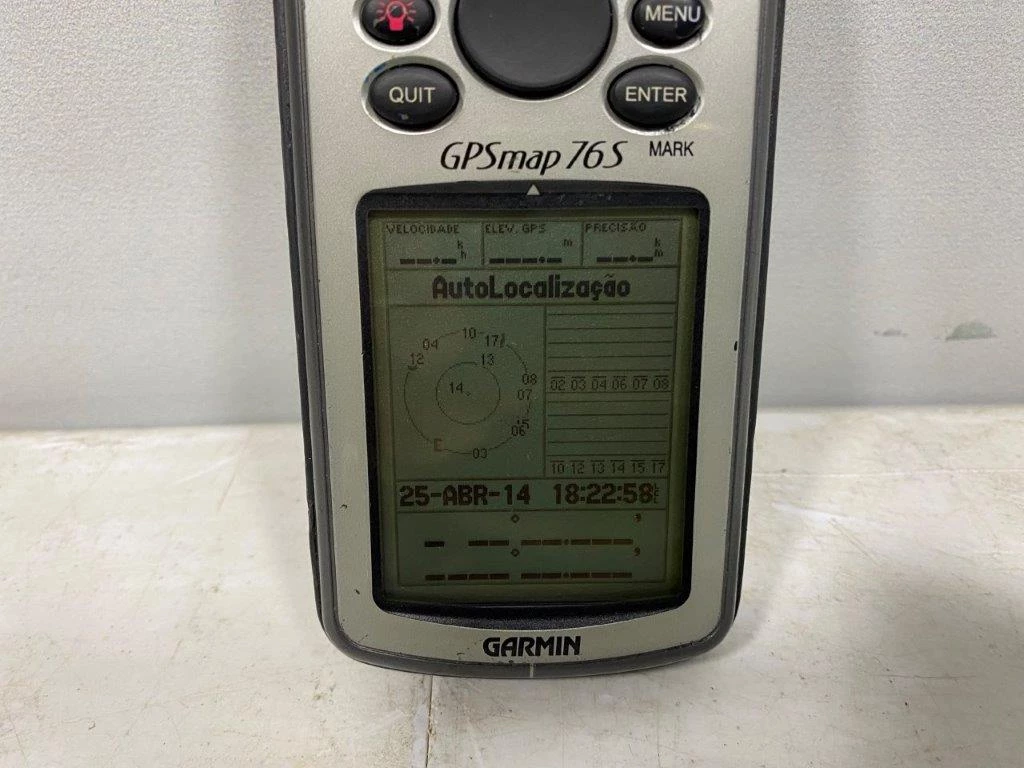 MENU
QUIT ENTER
GPSmap 76S MARK
VELOCIDADE ELEV. GPS PRECISÃO
k h m k m
AutoLocalização
10 17
04
12 13
14 08
07
15
06
E 03
02 03 04 06 07 08
10 12 13 14 15 17
25-ABR-14 18:22:58
GARMIN